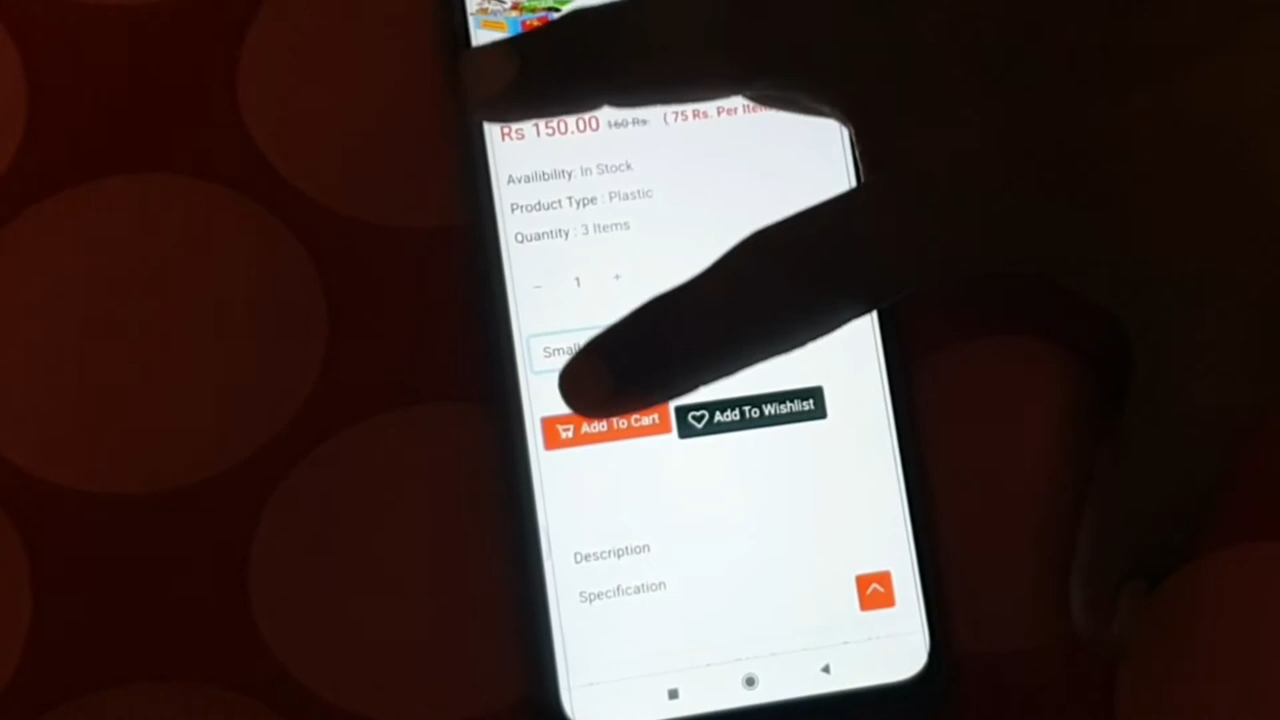 Rs 150.00 160 Rs ( 75 Rs. Per
Availibility: In Stock
Product Type : Plastic
Quantity : 3 Items
– 1 +
Small
Add To Cart Add To Wishlist
Description
Specification